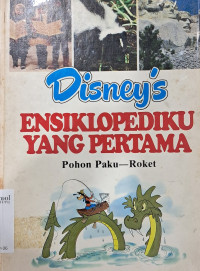 Disney's
ENSIKLOPEDIKU
YANG PERTAMA
Pohon Paku—Roket